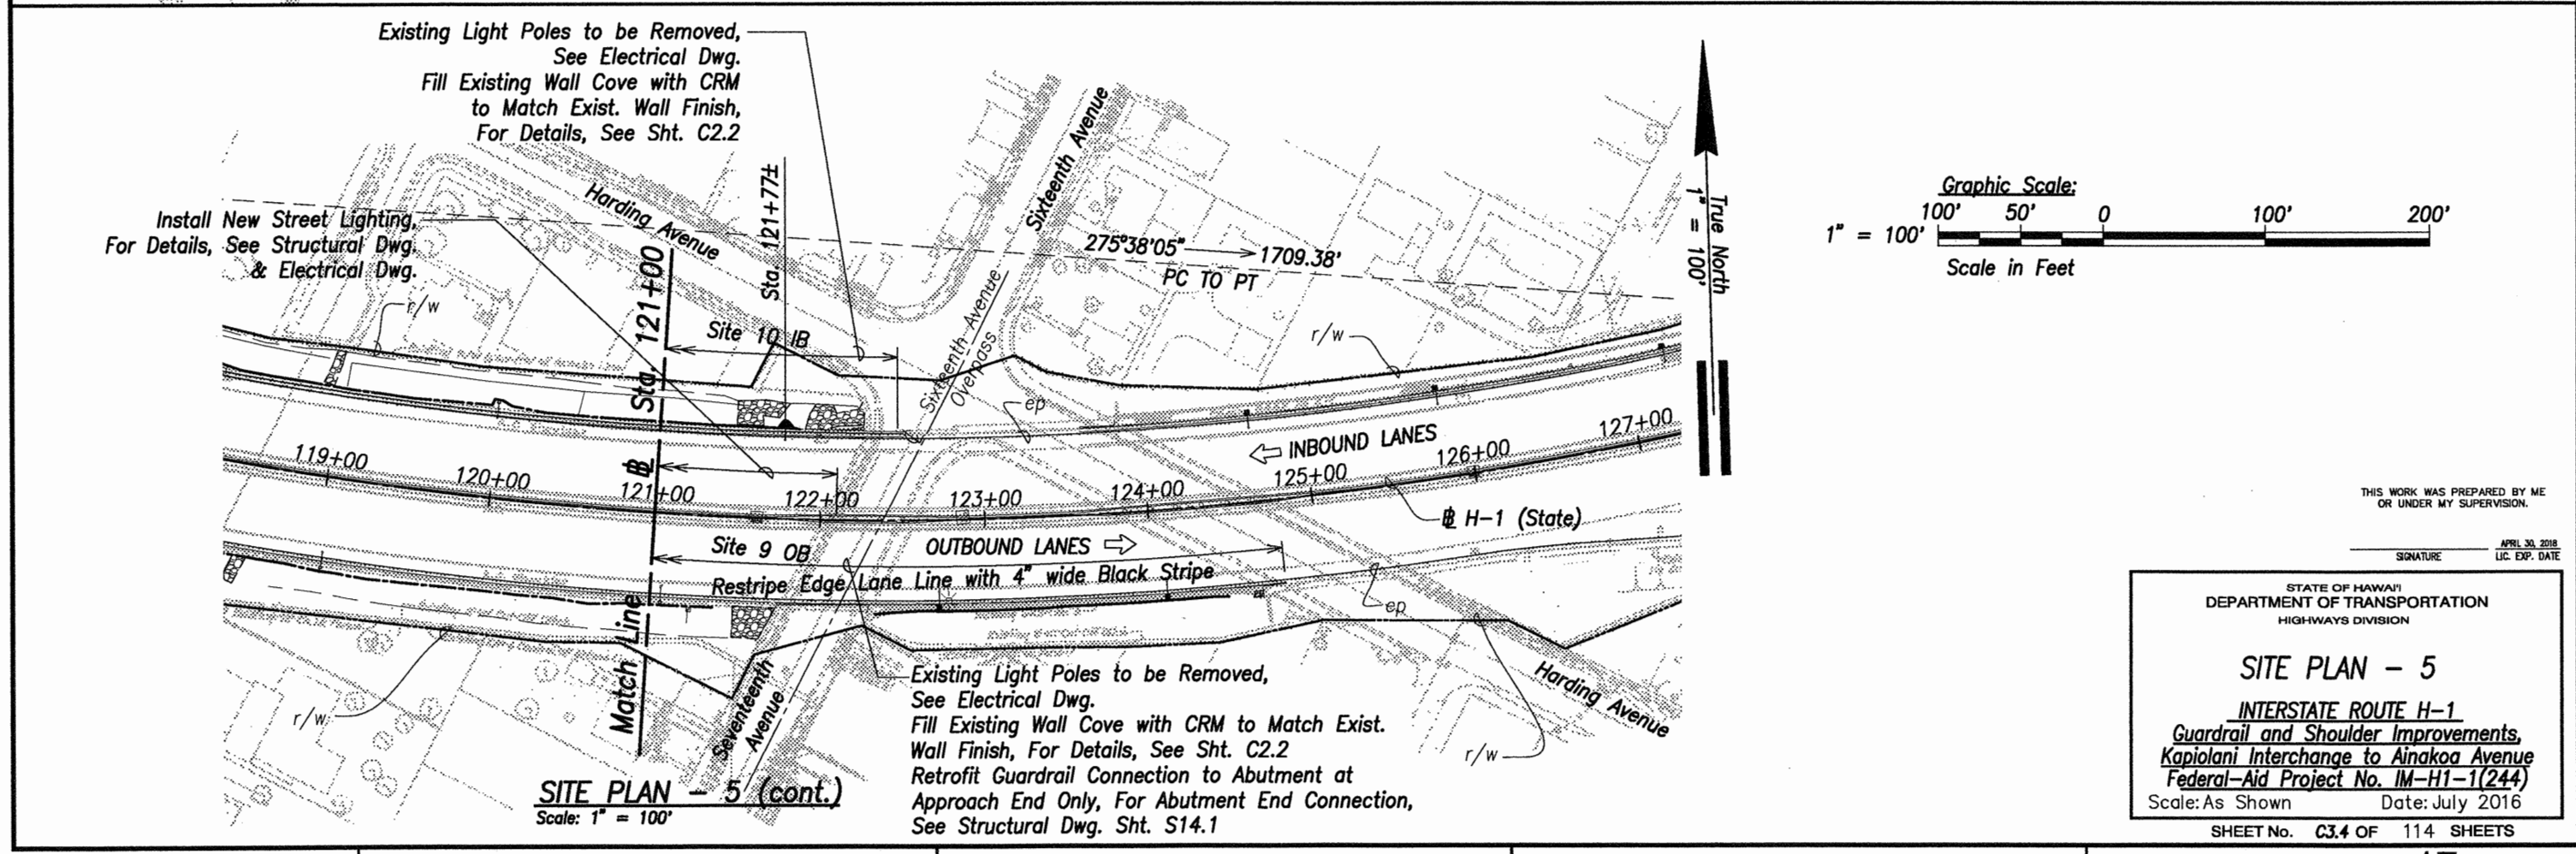 Existing Light Poles to be Removed,
See Electrical Dwg.
Fill Existing Wall Cove with CRM
to Match Exist. Wall Finish,
For Details, See Sht. C2.2
Install New Street Lighting,
For Details, See Structural Dwg.
& Electrical Dwg.
r/w
Harding Avenue
Sta. 121+77±
Sixteenth Avenue
275°38'05" 1709.38'
PC TO PT
Site 10 IB
Sixteenth Avenue
Overpass
r/w
ep
Match Line ℄ Sta. 121+00
INBOUND LANES
119+00
120+00
121+00
122+00
123+00
124+00
125+00
126+00
127+00
℄ H-1 (State)
Site 9 OB
OUTBOUND LANES
Restripe Edge Lane Line with 4" wide Black Stripe
ep
r/w
Seventeenth
Avenue
Harding Avenue
r/w
Existing Light Poles to be Removed,
See Electrical Dwg.
Fill Existing Wall Cove with CRM to Match Exist.
Wall Finish, For Details, See Sht. C2.2
Retrofit Guardrail Connection to Abutment at
Approach End Only, For Abutment End Connection,
See Structural Dwg. Sht. S14.1
SITE PLAN - 5 (cont.)
Scale: 1" = 100'
True North
1" = 100'
Graphic Scale:
100' 50' 0 100' 200'
1" = 100'
Scale in Feet
THIS WORK WAS PREPARED BY ME
OR UNDER MY SUPERVISION.
APRIL 30, 2018
SIGNATURE LIC. EXP. DATE
STATE OF HAWAI'I
DEPARTMENT OF TRANSPORTATION
HIGHWAYS DIVISION
SITE PLAN - 5
INTERSTATE ROUTE H-1
Guardrail and Shoulder Improvements,
Kapiolani Interchange to Ainakoa Avenue
Federal-Aid Project No. IM-H1-1(244)
Scale: As Shown Date: July 2016
SHEET No. C3.4 OF 114 SHEETS